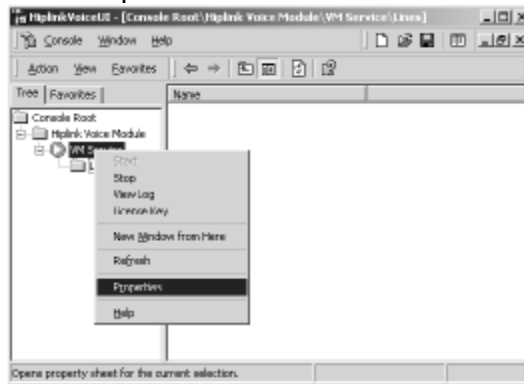 HiplinkVoiceUI - [Console Root\Hiplink Voice Module\VM Service\Lines]
Console Window Help
Action View Favorites
Tree Favorites
Name
Console Root
Hiplink Voice Module
VM Service
Start
Stop
View Log
License Key
New Window from Here
Refresh
Properties
Help
Opens property sheet for the current selection.